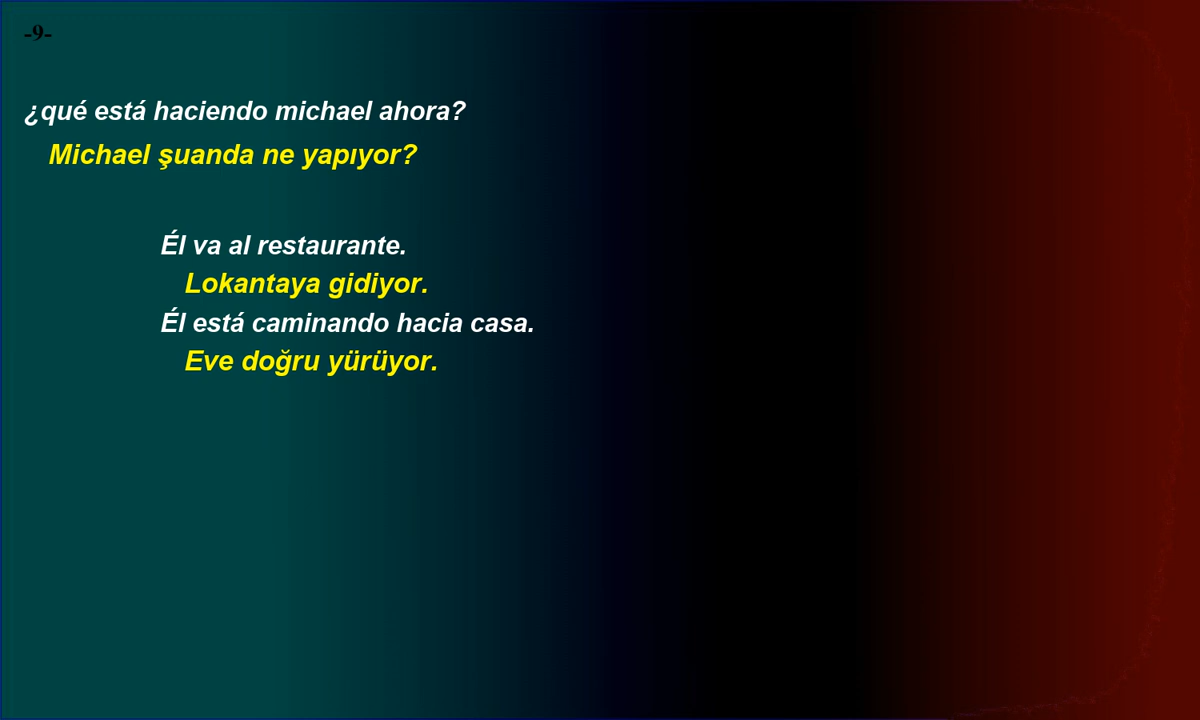 -9-
¿qué está haciendo michael ahora?
Michael şuanda ne yapıyor?
Él va al restaurante.
Lokantaya gidiyor.
Él está caminando hacia casa.
Eve doğru yürüyor.